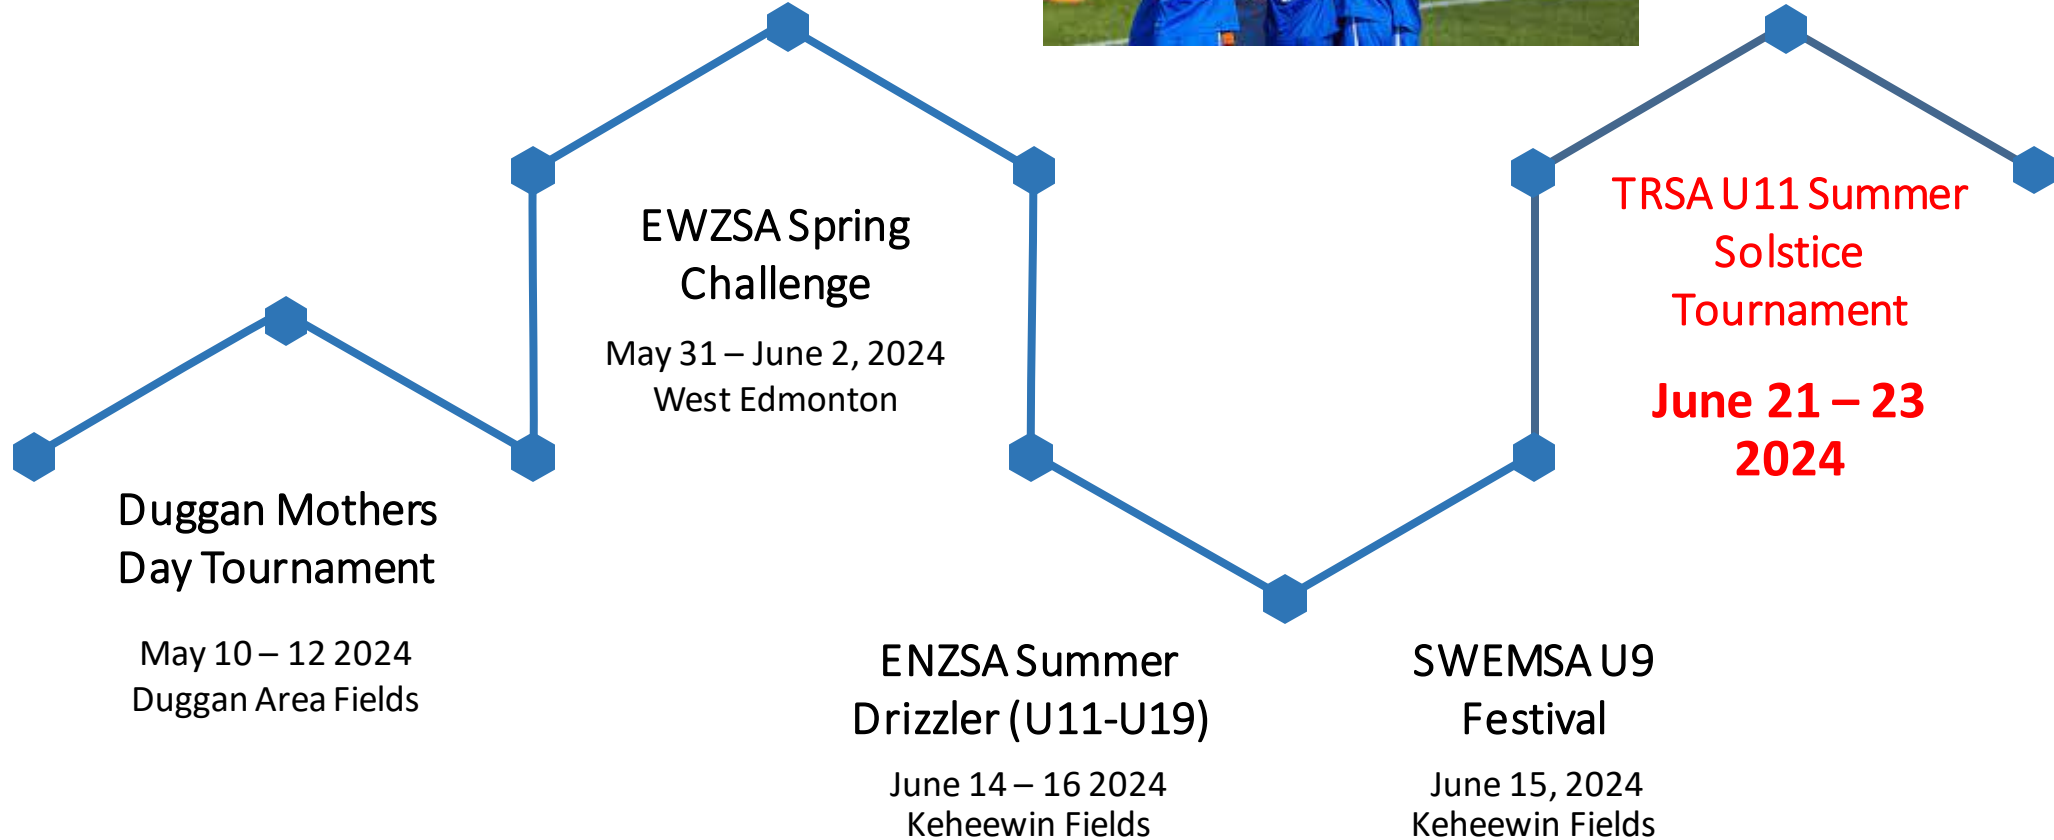 Duggan Mothers
Day Tournament
May 10 – 12 2024
Duggan Area Fields
EWZSA Spring
Challenge
May 31 – June 2, 2024
West Edmonton
ENZSA Summer
Drizzler (U11-U19)
June 14 – 16 2024
Keheewin Fields
SWEMSA U9
Festival
June 15, 2024
Keheewin Fields
TRSA U11 Summer
Solstice
Tournament
June 21 – 23
2024